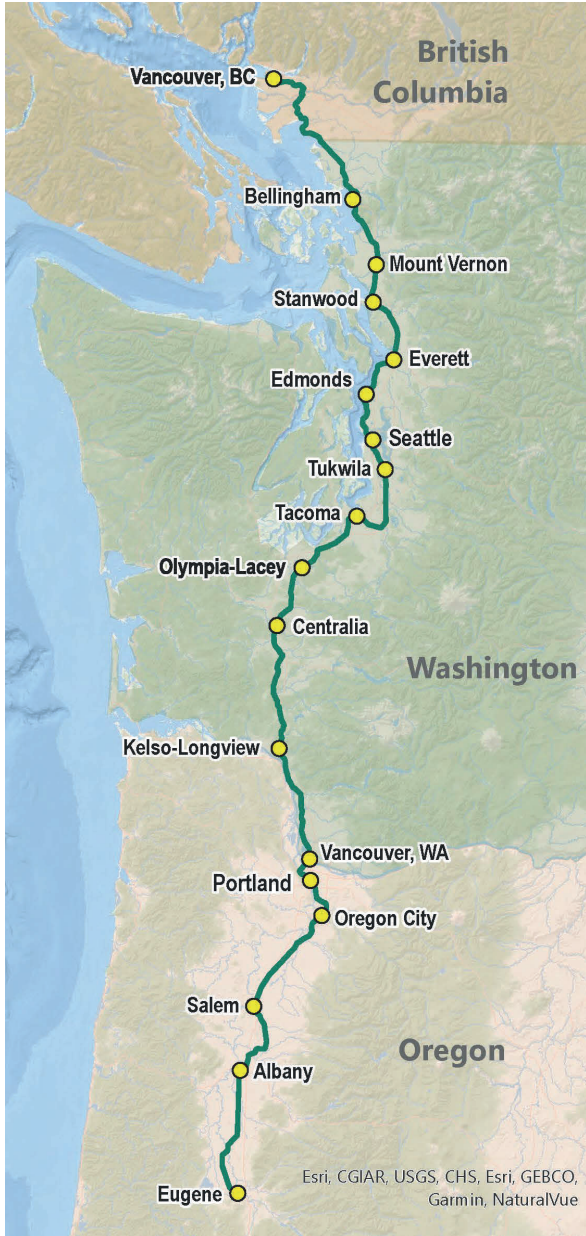 British
Columbia
Vancouver, BC
Bellingham
Mount Vernon
Stanwood
Everett
Edmonds
Seattle
Tukwila
Tacoma
Olympia-Lacey
Centralia
Washington
Kelso-Longview
Vancouver, WA
Portland
Oregon City
Salem
Oregon
Albany
Esri, CGIAR, USGS, CHS, Esri, GEBCO,
Garmin, NaturalVue
Eugene